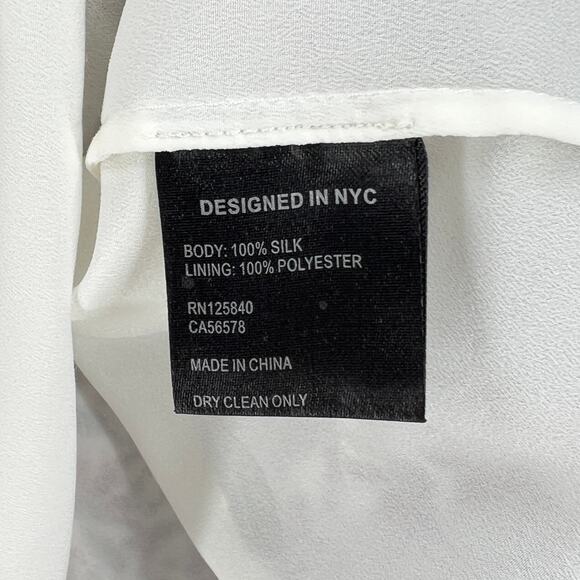 DESIGNED IN NYC
BODY: 100% SILK
LINING: 100% POLYESTER
RN125840
CA56578
MADE IN CHINA
DRY CLEAN ONLY